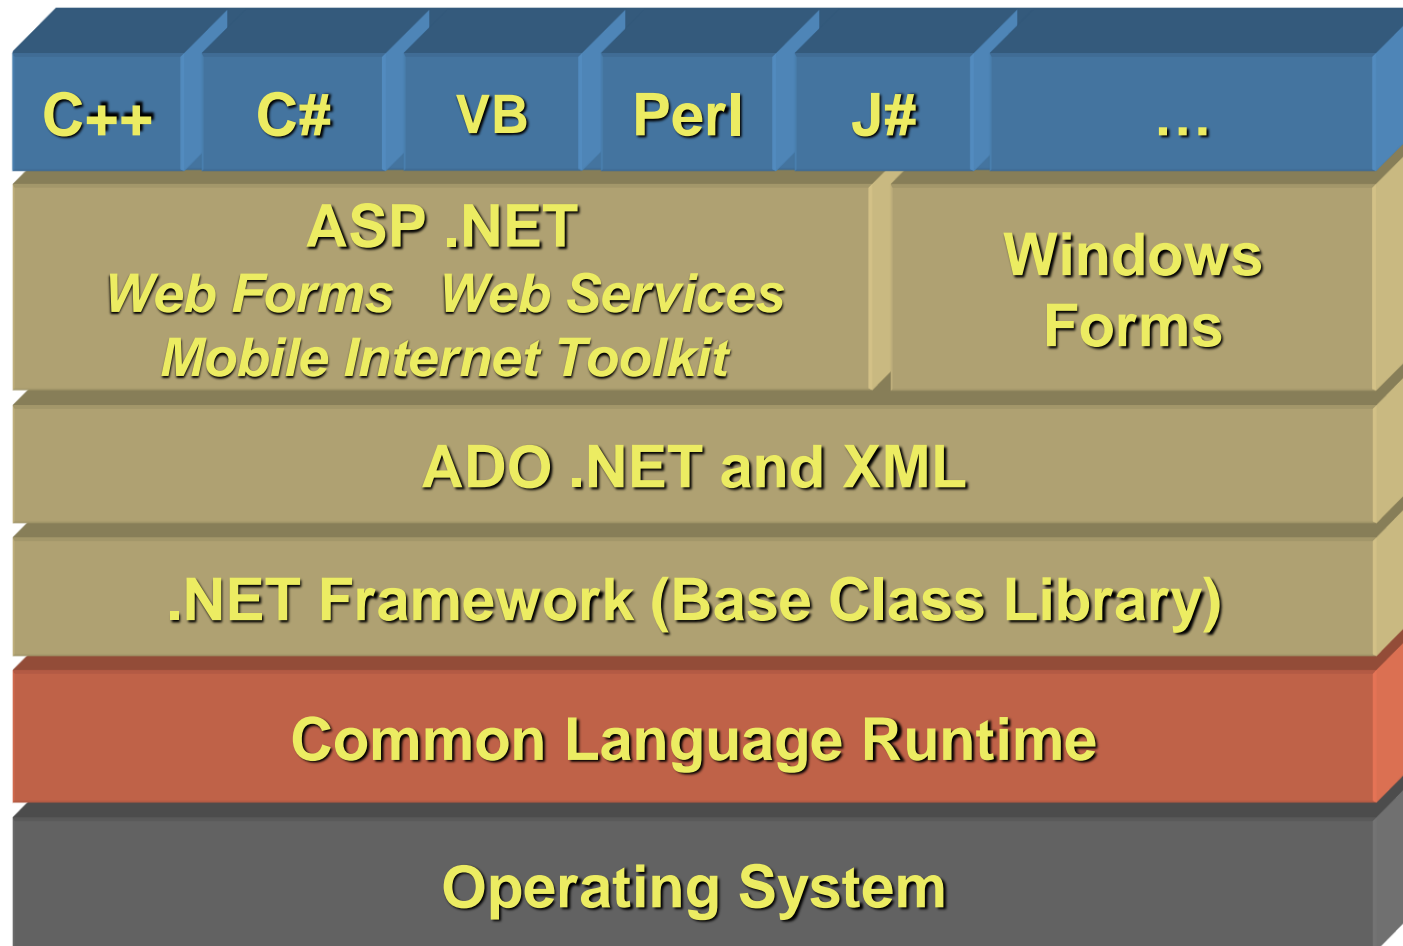 C++ C# VB Perl J# …
ASP .NET
Web Forms Web Services
Mobile Internet Toolkit
Windows
Forms
ADO .NET and XML
.NET Framework (Base Class Library)
Common Language Runtime
Operating System